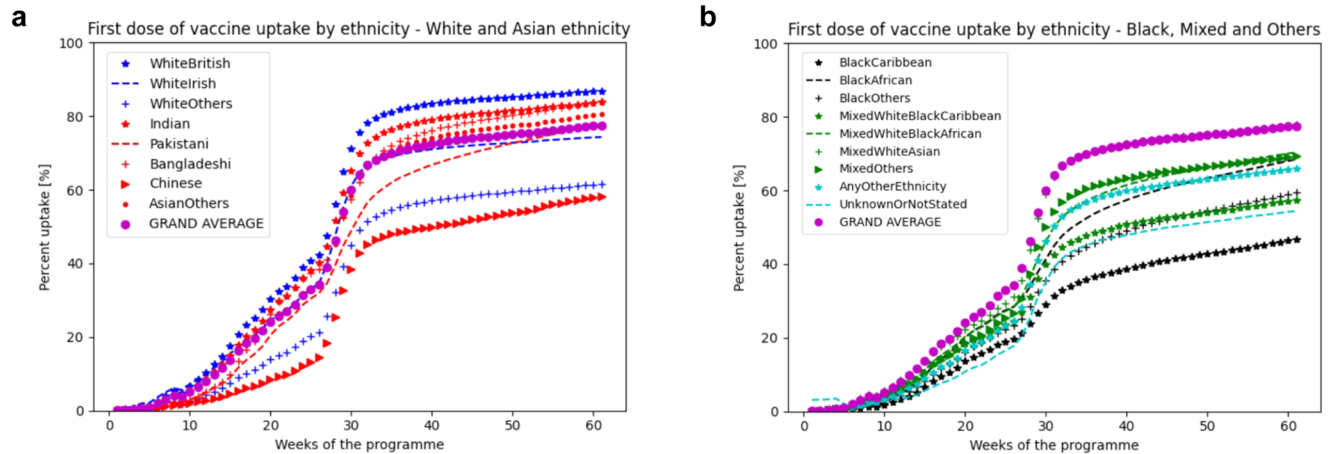 a
First dose of vaccine uptake by ethnicity - White and Asian ethnicity
100
80
60
40
20
0
Percent uptake [%]
WhiteBritish
WhiteIrish
WhiteOthers
Indian
Pakistani
Bangladeshi
Chinese
AsianOthers
GRAND AVERAGE
0 10 20 30 40 50 60
Weeks of the programme
b
First dose of vaccine uptake by ethnicity - Black, Mixed and Others
100
80
60
40
20
0
Percent uptake [%]
BlackCaribbean
BlackAfrican
BlackOthers
MixedWhiteBlackCaribbean
MixedWhiteBlackAfrican
MixedWhiteAsian
MixedOthers
AnyOtherEthnicity
UnknownOrNotStated
GRAND AVERAGE
0 10 20 30 40 50 60
Weeks of the programme